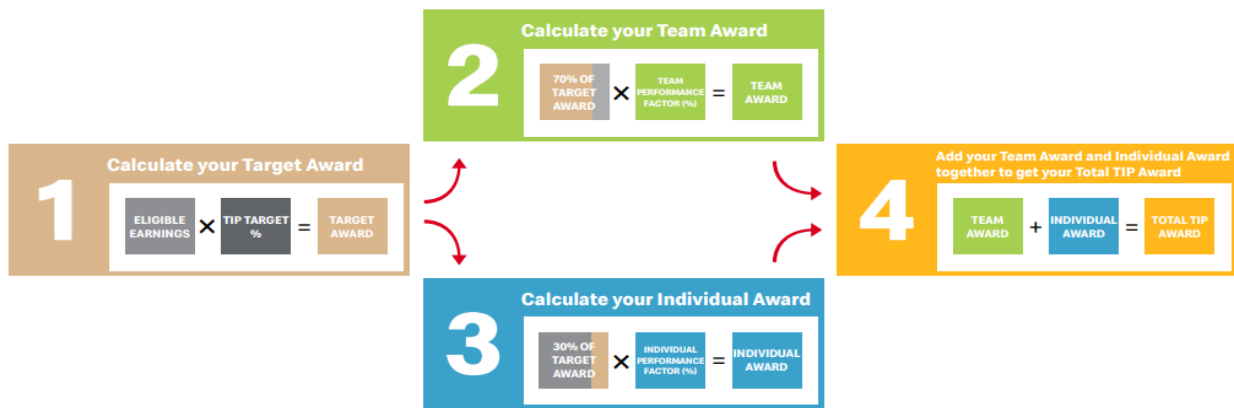 1
Calculate your Target Award
ELIGIBLE
EARNINGS
×
TIP TARGET
%
=
TARGET
AWARD
2
Calculate your Team Award
70% OF
TARGET
AWARD
×
TEAM
PERFORMANCE
FACTOR (%)
=
TEAM
AWARD
3
Calculate your Individual Award
30% OF
TARGET
AWARD
×
INDIVIDUAL
PERFORMANCE
FACTOR (%)
=
INDIVIDUAL
AWARD
4
Add your Team Award and Individual Award
together to get your Total TIP Award
TEAM
AWARD
+
INDIVIDUAL
AWARD
=
TOTAL TIP
AWARD